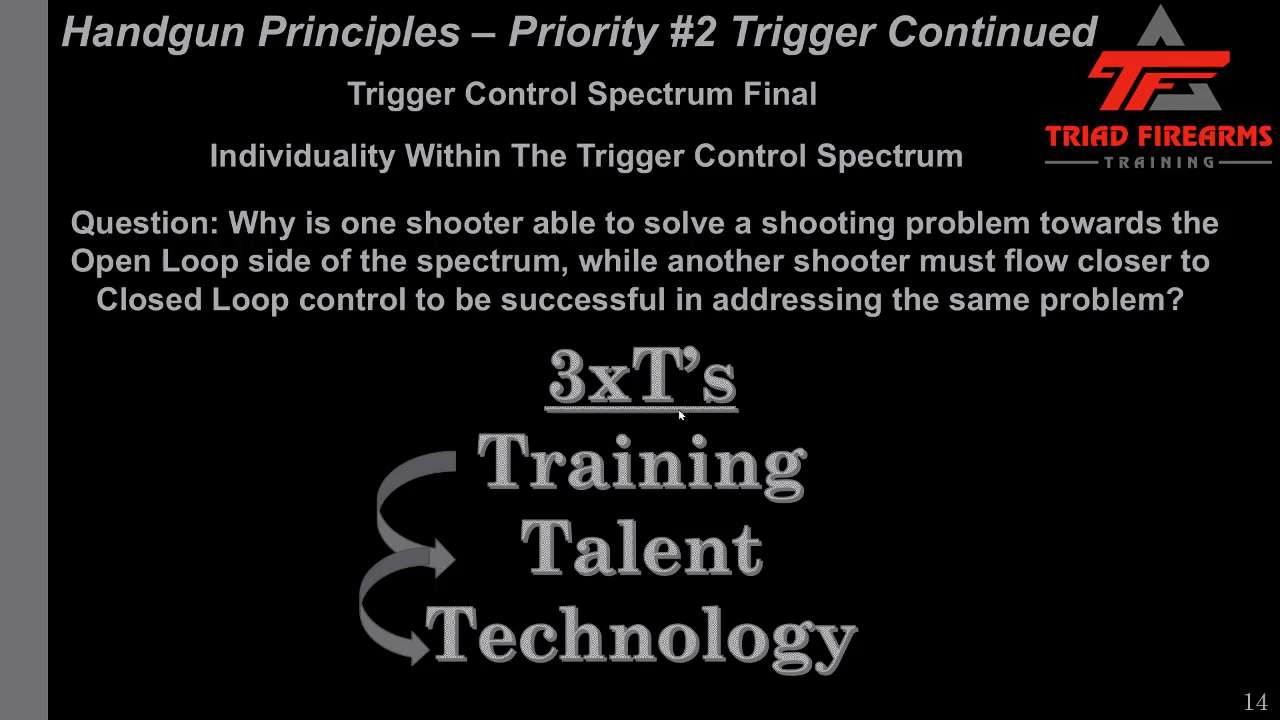 Handgun Principles – Priority #2 Trigger Continued
TRIAD FIREARMS
TRAINING
Trigger Control Spectrum Final
Individuality Within The Trigger Control Spectrum
Question: Why is one shooter able to solve a shooting problem towards the
Open Loop side of the spectrum, while another shooter must flow closer to
Closed Loop control to be successful in addressing the same problem?
3xT’s
Training
Talent
Technology
14